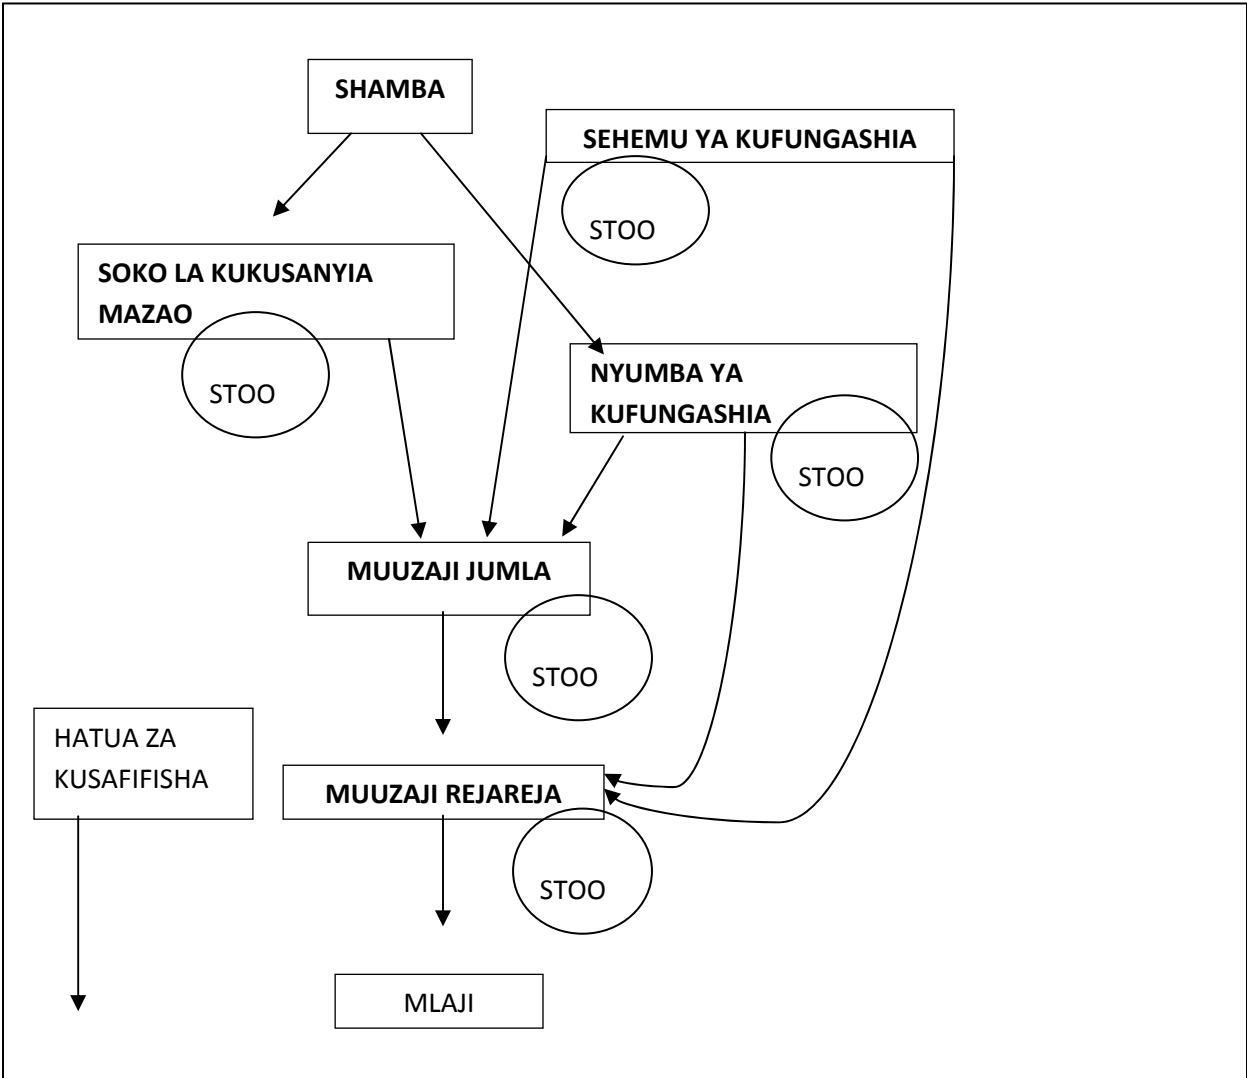 SHAMBA
SEHEMU YA KUFUNGASHIA
STOO
SOKO LA KUKUSANYIA
MAZAO
STOO
NYUMBA YA
KUFUNGASHIA
STOO
MUUZAJI JUMLA
STOO
HATUA ZA
KUSAFIFISHA
MUUZAJI REJAREJA
STOO
MLAJI